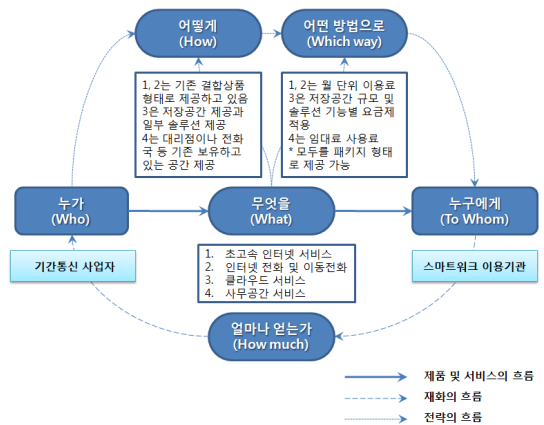 어떻게
(How)
어떤 방법으로
(Which way)
1, 2는 기존 결합상품
형태로 제공하고 있음
3은 저장공간 제공과
일부 솔루션 제공
4는 대리점이나 전화
국 등 기존 보유하고
있는 공간 제공
1, 2는 월 단위 이용료
3은 저장공간 규모 및
솔루션 기능별 요금제
적용
4는 임대료 사용료
* 모두를 패키지 형태
로 제공 가능
누가
(Who)
무엇을
(What)
누구에게
(To Whom)
기간통신 사업자
1. 초고속 인터넷 서비스
2. 인터넷 전화 및 이동전화
3. 클라우드 서비스
4. 사무공간 서비스
스마트워크 이용기관
얼마나 얻는가
(How much)
제품 및 서비스의 흐름
재화의 흐름
전략의 흐름